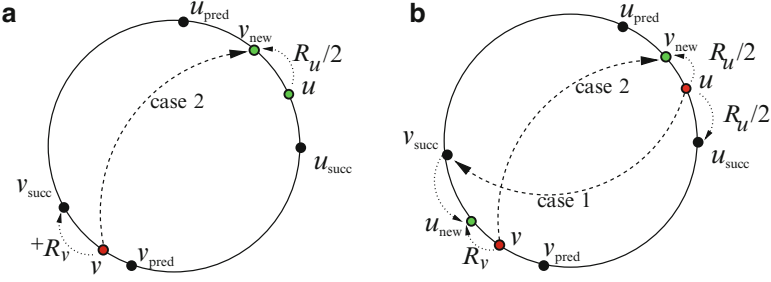 a
u_pred
v_new
R_u/2
u
case 2
u_succ
v_succ
+R_v
v
v_pred
b
u_pred
v_new
R_u/2
u
case 2
R_u/2
v_succ
u_succ
case 1
u_new
R_v
v
v_pred